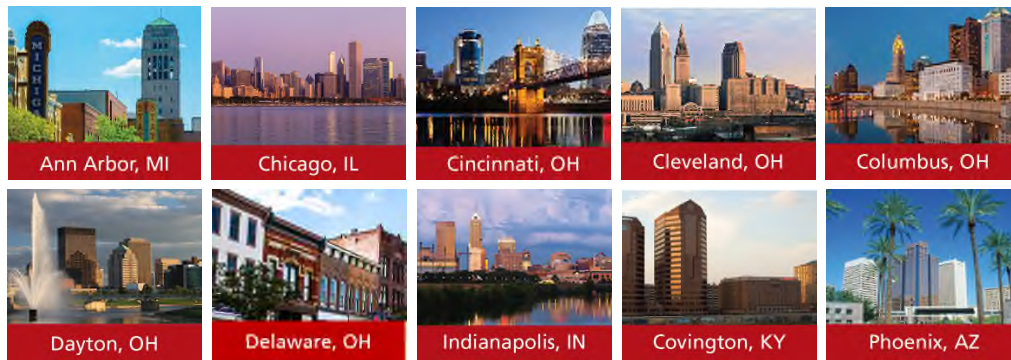 MICHIG
Ann Arbor, MI
Chicago, IL
Cincinnati, OH
Cleveland, OH
Columbus, OH
Dayton, OH
Delaware, OH
Indianapolis, IN
Covington, KY
Phoenix, AZ